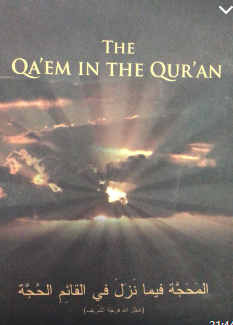 THE
QA'EM IN THE QUR'AN
المَحَجَّة فيما نَزَلَ في القائِمِ الحُجَّة